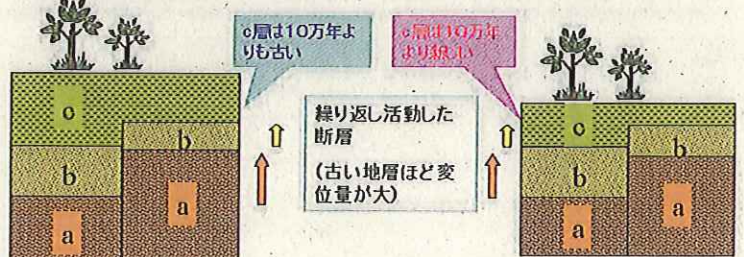 c層は10万年よ
りも古い
c層は10万年
より新しい
繰り返し活動した
断層
(古い地層ほど変
位量が大)
c
b
b
a
a
c
b
b
a
a